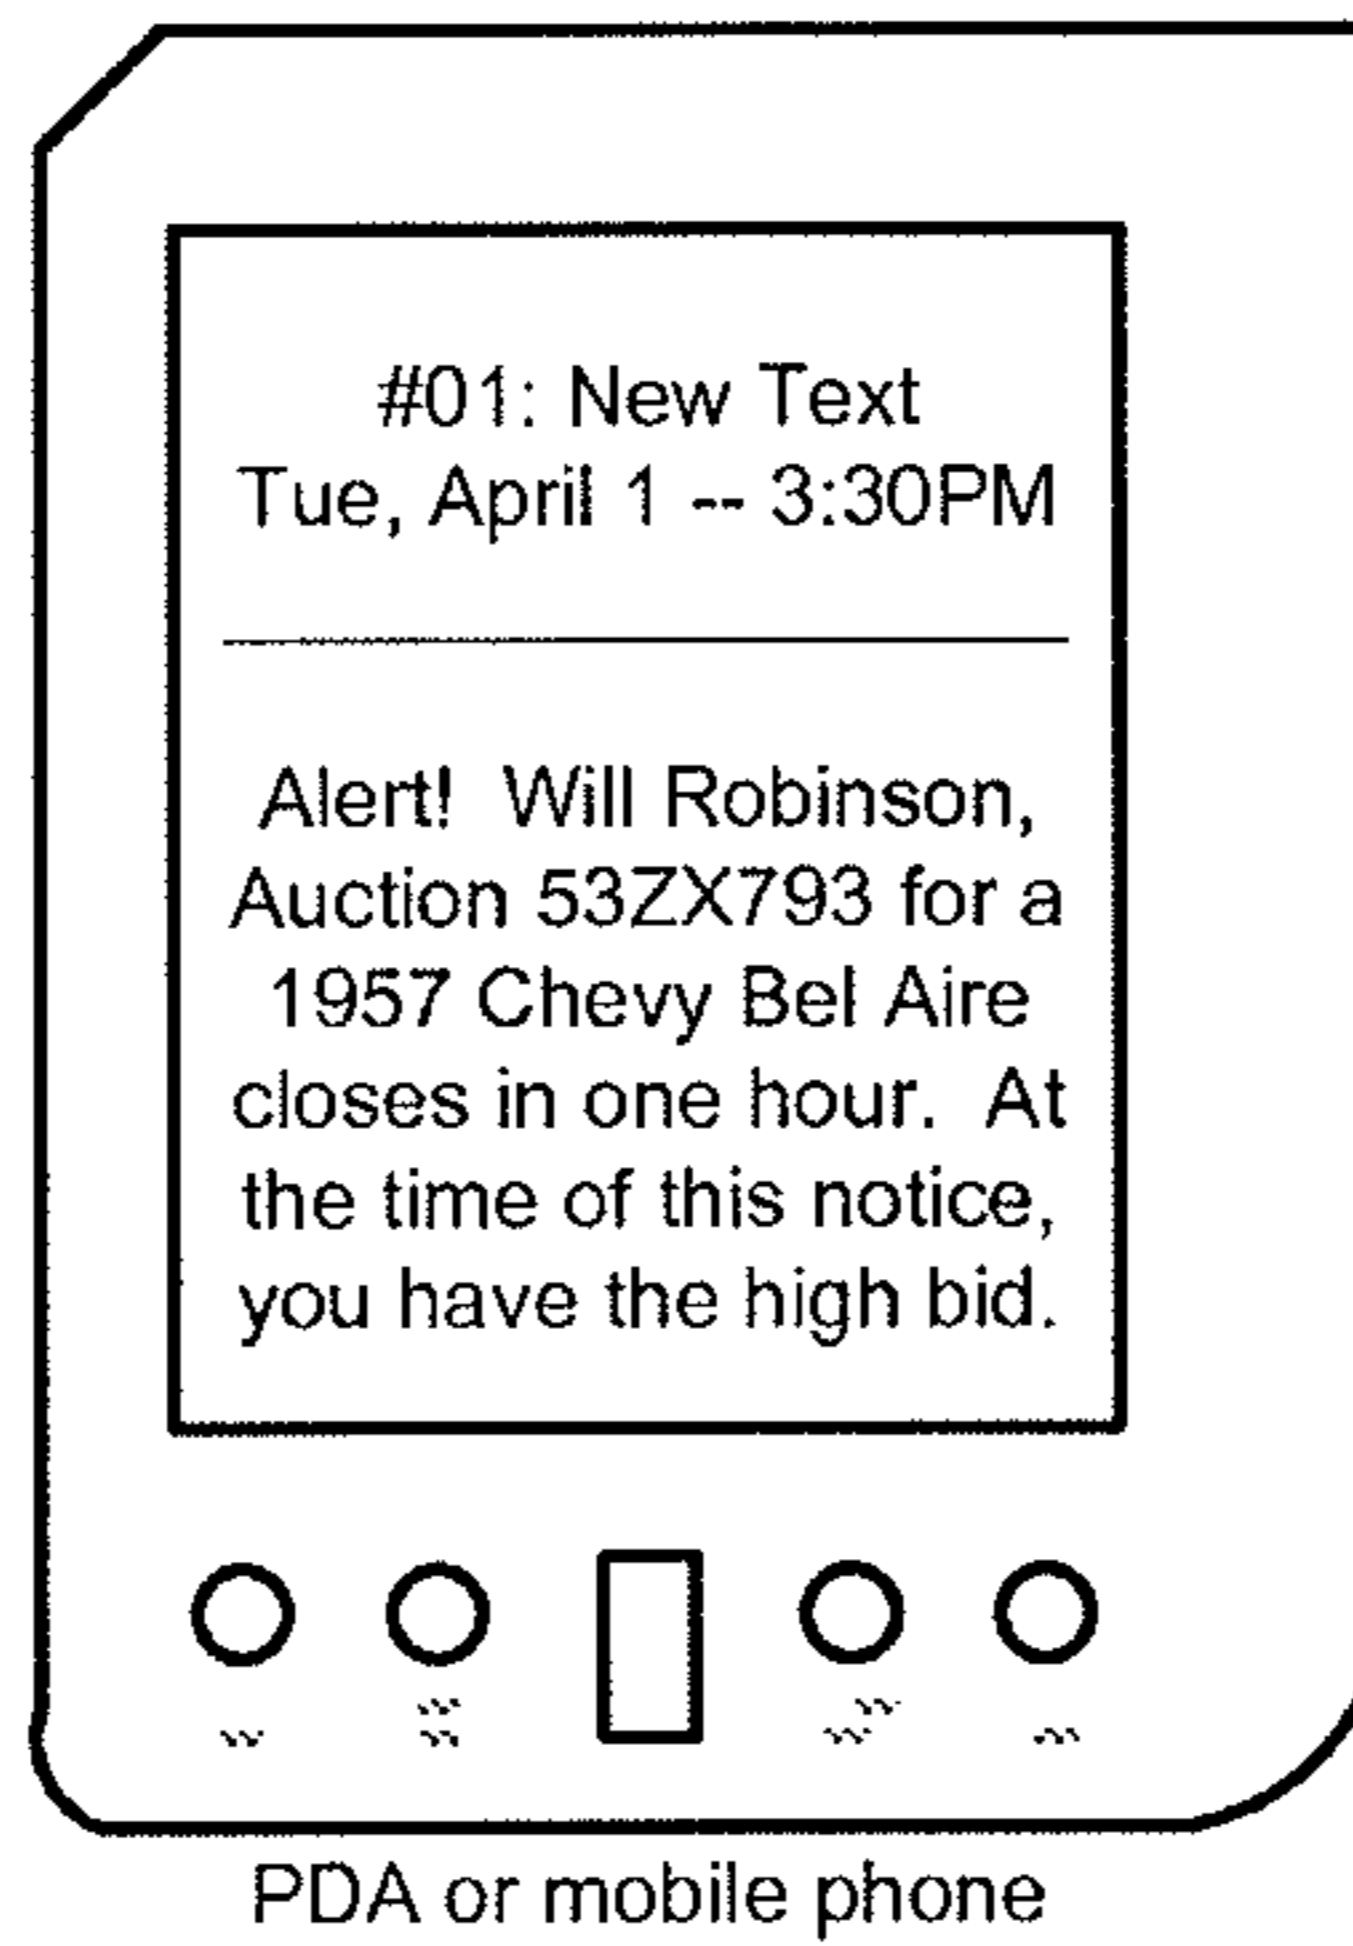 #01: New Text
Tue, April 1 -- 3:30PM
Alert!  Will Robinson,
Auction 53ZX793 for a
1957 Chevy Bel Aire
closes in one hour.  At
the time of this notice,
you have the high bid.
PDA or mobile phone